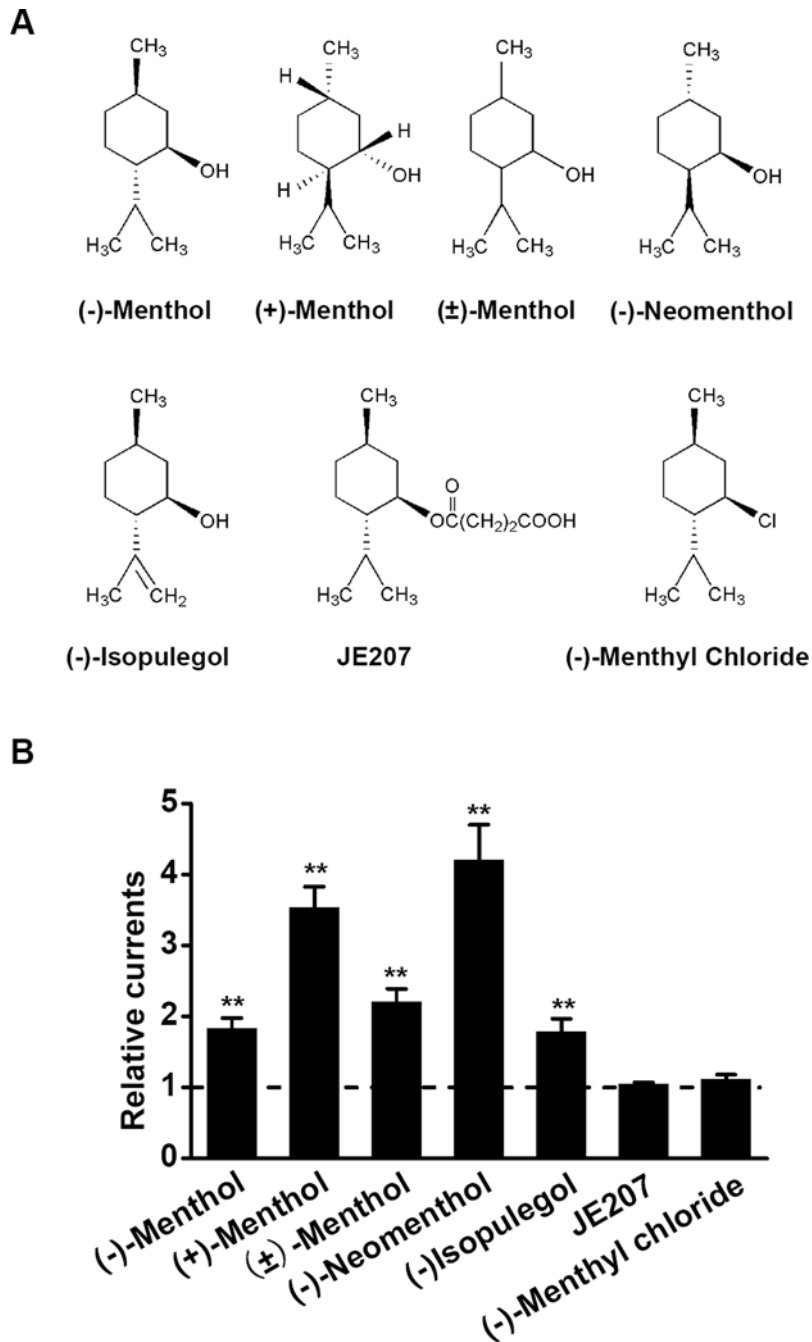 A
CH3 CH3 CH3 CH3
H H
OH H OH OH OH
H3C CH3 H3C CH3 H3C CH3 H3C CH3
(-)-Menthol (+)-Menthol (±)-Menthol (-)-Neomenthol
CH3 CH3 CH3
O
OH OC(CH2)2COOH Cl
H3C CH2 H3C CH3 H3C CH3
(-)-Isopulegol JE207 (-)-Menthyl Chloride
B
Relative currents
5
4
3
2
1
0
** ** ** ** **
(-)-Menthol
(+)-Menthol
(±)-Menthol
(-)-Neomenthol
(-)Isopulegol
JE207
(-)-Menthyl chloride